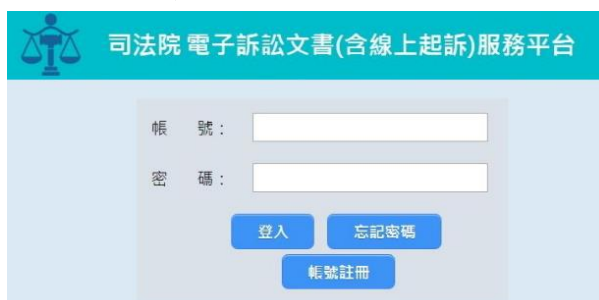 司法院 電子訴訟文書(含線上起訴)服務平台
帳 號：
密 碼：
登入 忘記密碼
帳號註冊